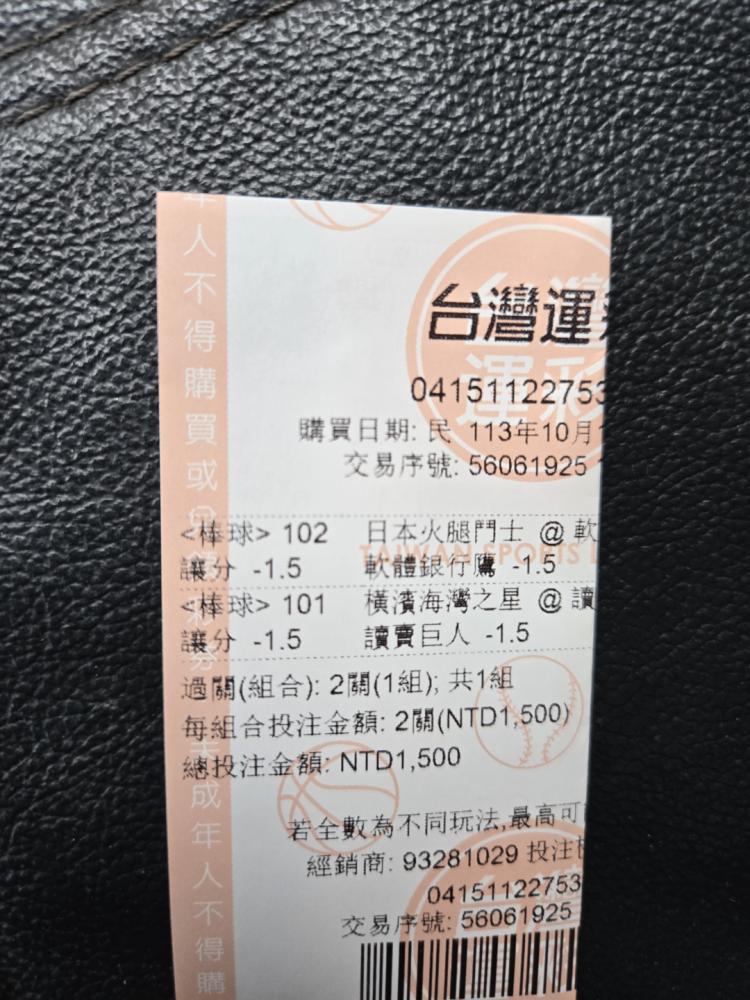 台灣運
04151122753
購買日期: 民 113年10月1
交易序號: 56061925
TAIWAN SPORTS L
<棒球> 102 日本火腿鬥士 @ 軟
讓分 -1.5 軟體銀行鷹 -1.5
<棒球> 101 橫濱海灣之星 @ 讀
讓分 -1.5 讀賣巨人 -1.5
過關(組合): 2關(1組); 共1組
每組合投注金額: 2關(NTD1,500)
總投注金額: NTD1,500
若全數為不同玩法,最高可
經銷商: 93281029 投注
04151122753
交易序號: 56061925
年人不得購買或
券
未成年人不得購
運彩